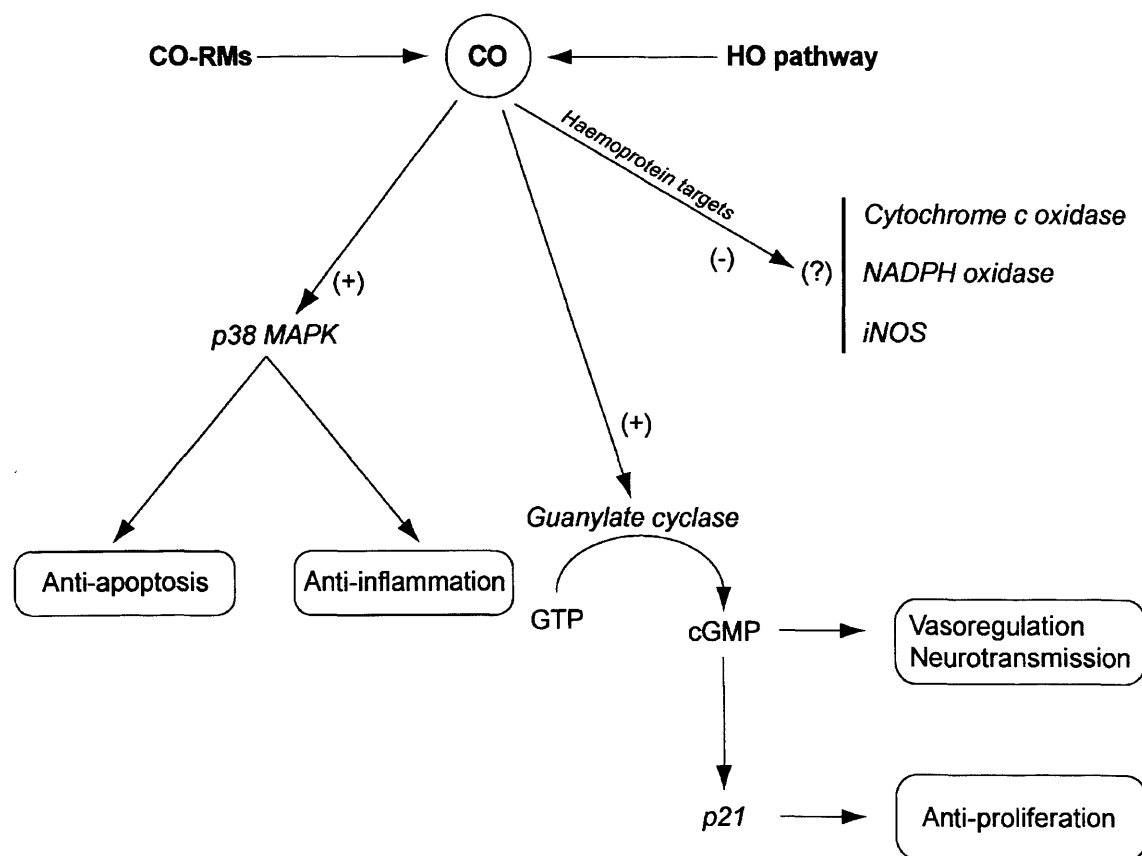 CO-RMs
CO
HO pathway
Haemoprotein targets
(-)
(?)
Cytochrome c oxidase
NADPH oxidase
iNOS
(+)
p38 MAPK
(+)
Guanylate cyclase
Anti-apoptosis
Anti-inflammation
GTP
cGMP
Vasoregulation
Neurotransmission
p21
Anti-proliferation